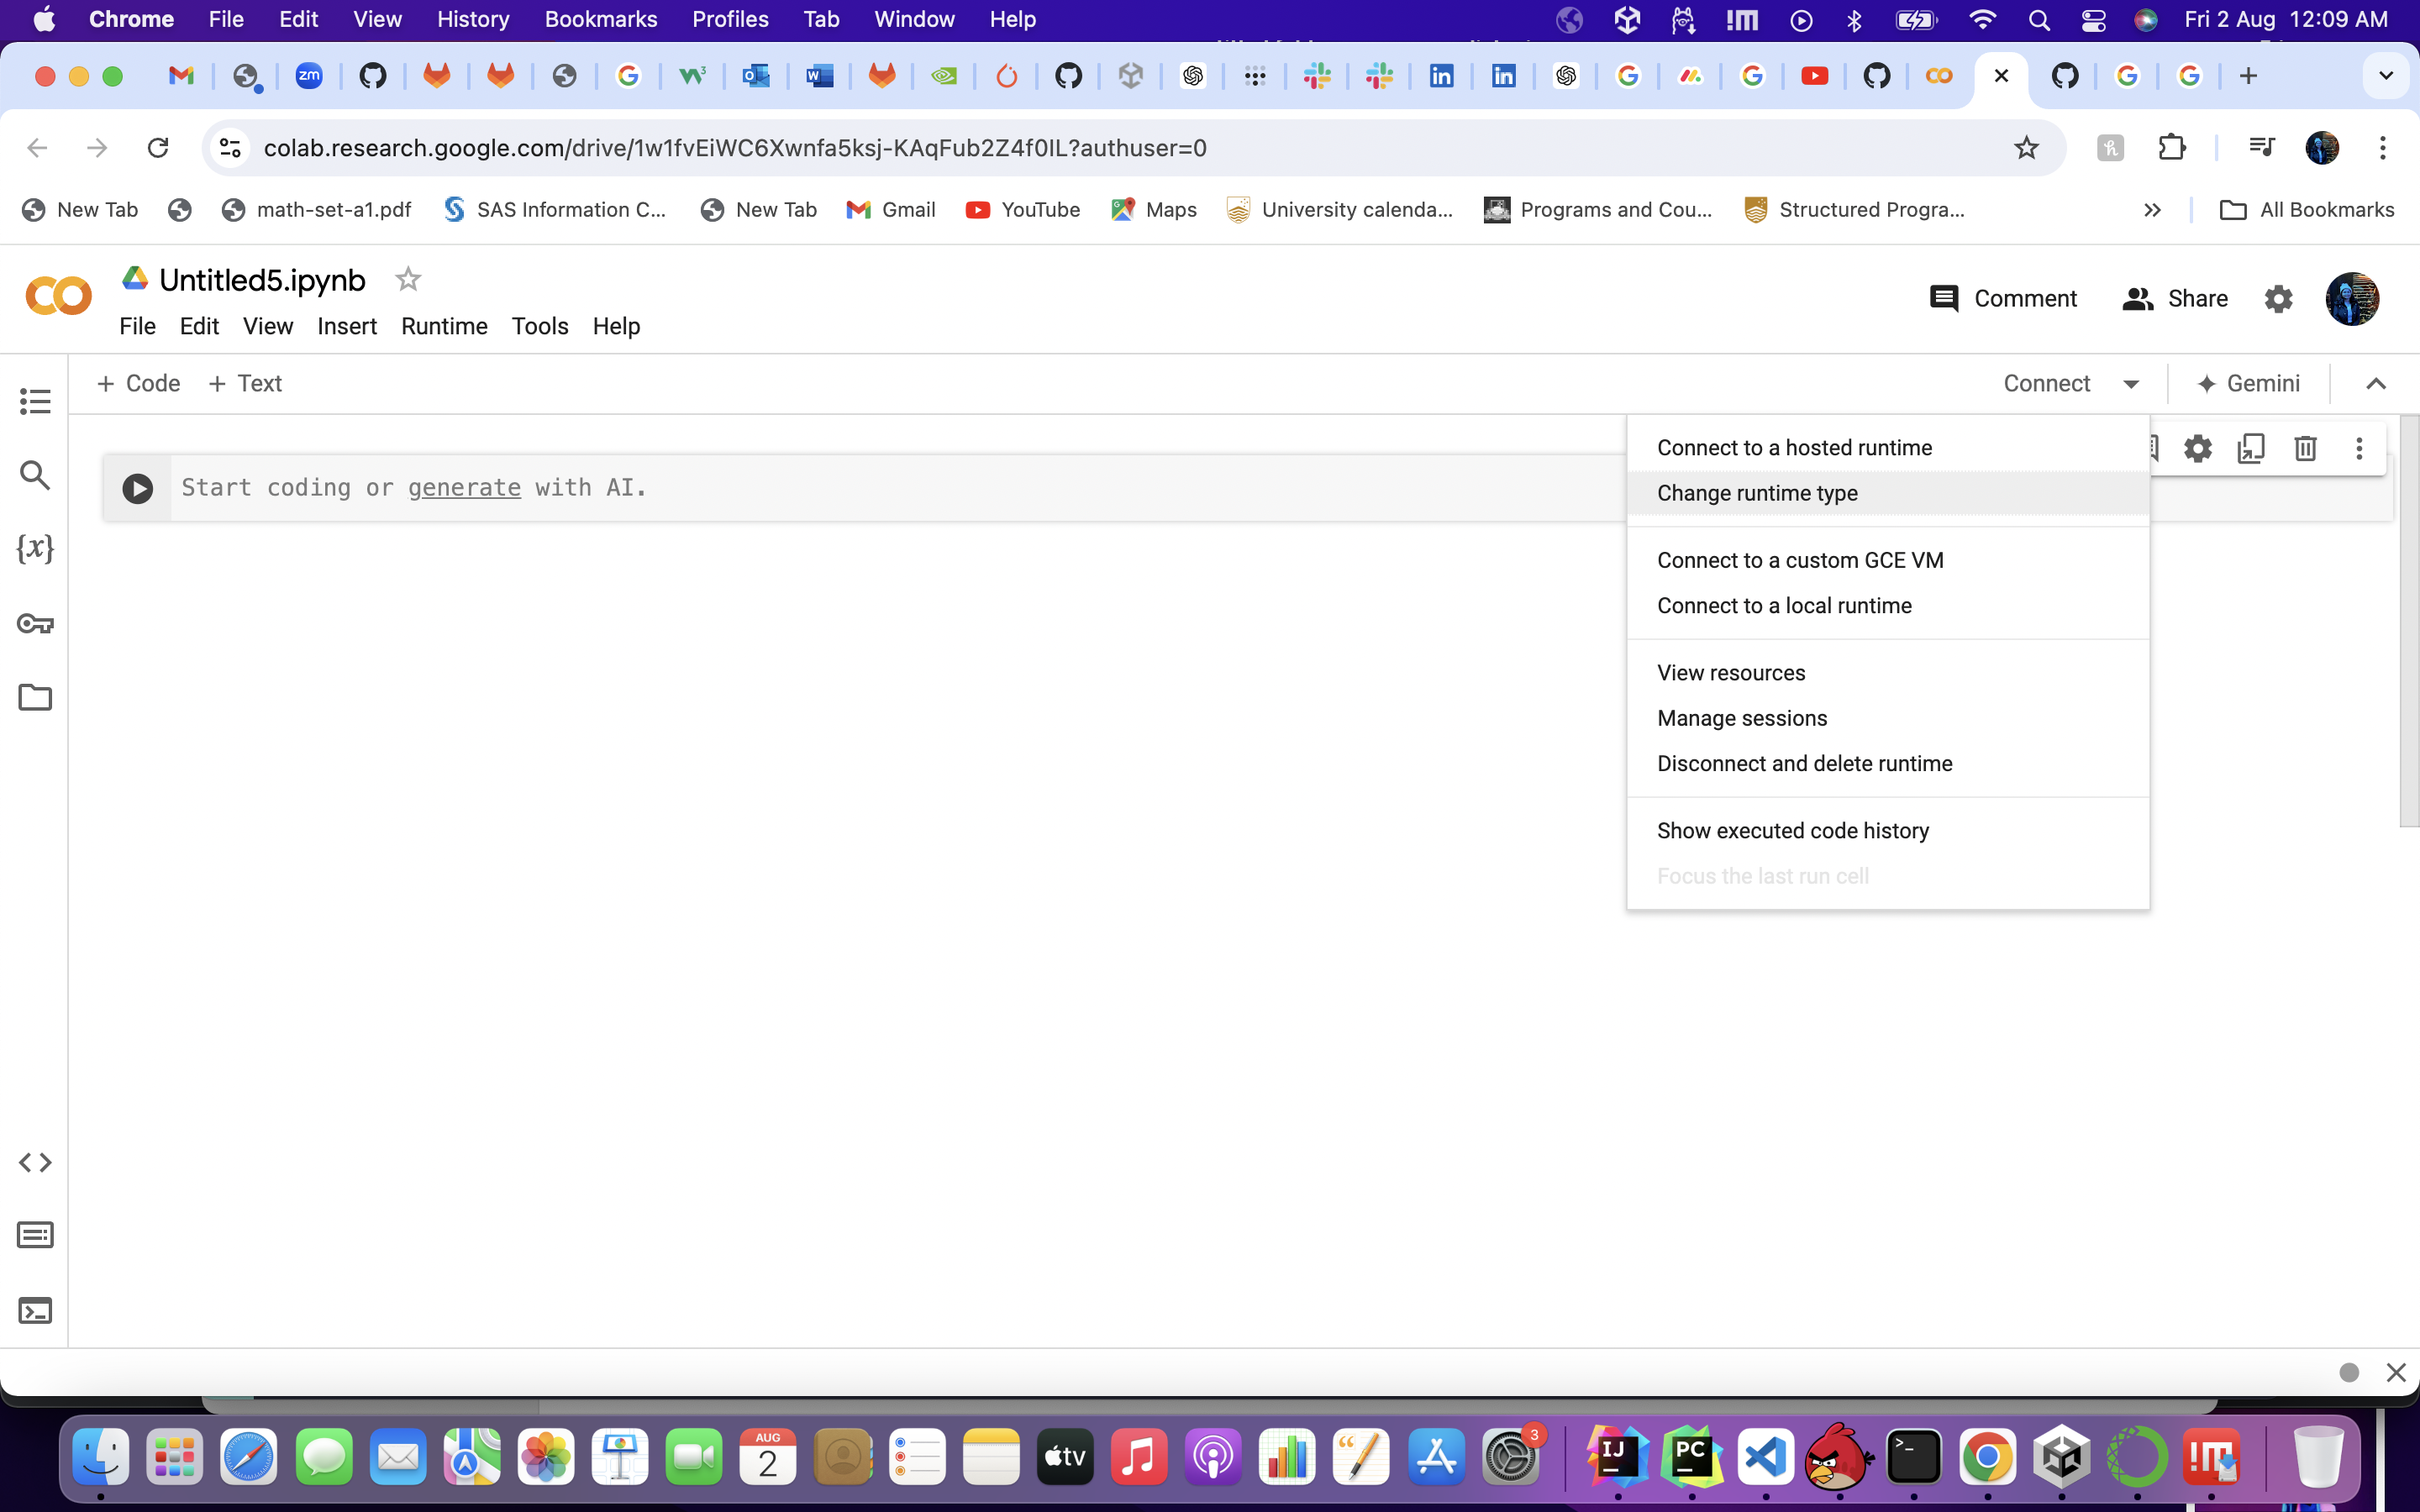 Chrome File Edit View History Bookmarks Profiles Tab Window Help
Fri 2 Aug 12:09 AM
colab.research.google.com/drive/1w1fvEiWC6Xwnfa5ksj-KAqFub2Z4f0IL?authuser=0
New Tab math-set-a1.pdf SAS Information C... New Tab Gmail YouTube Maps University calenda... Programs and Cou... Structured Progra... All Bookmarks
Untitled5.ipynb
File Edit View Insert Runtime Tools Help
Comment Share
+ Code + Text
Connect Gemini
Start coding or generate with AI.
Connect to a hosted runtime
Change runtime type
Connect to a custom GCE VM
Connect to a local runtime
View resources
Manage sessions
Disconnect and delete runtime
Show executed code history
Focus the last run cell
{x}
AUG
2
tv
3
IJ
PC